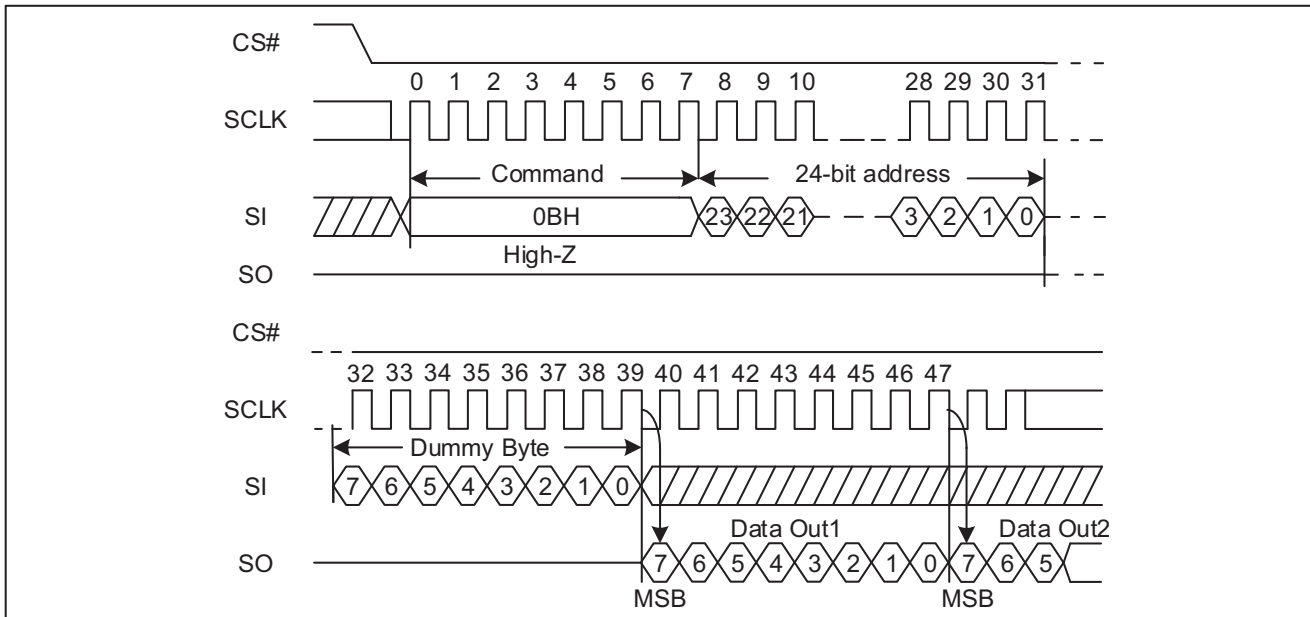 CS#
0 1 2 3 4 5 6 7 8 9 10 28 29 30 31
SCLK
Command 24-bit address
SI 0BH 23 22 21 3 2 1 0
High-Z
SO
CS#
32 33 34 35 36 37 38 39 40 41 42 43 44 45 46 47
SCLK
Dummy Byte
SI 7 6 5 4 3 2 1 0
Data Out1 Data Out2
SO 7 6 5 4 3 2 1 0 7 6 5
MSB MSB